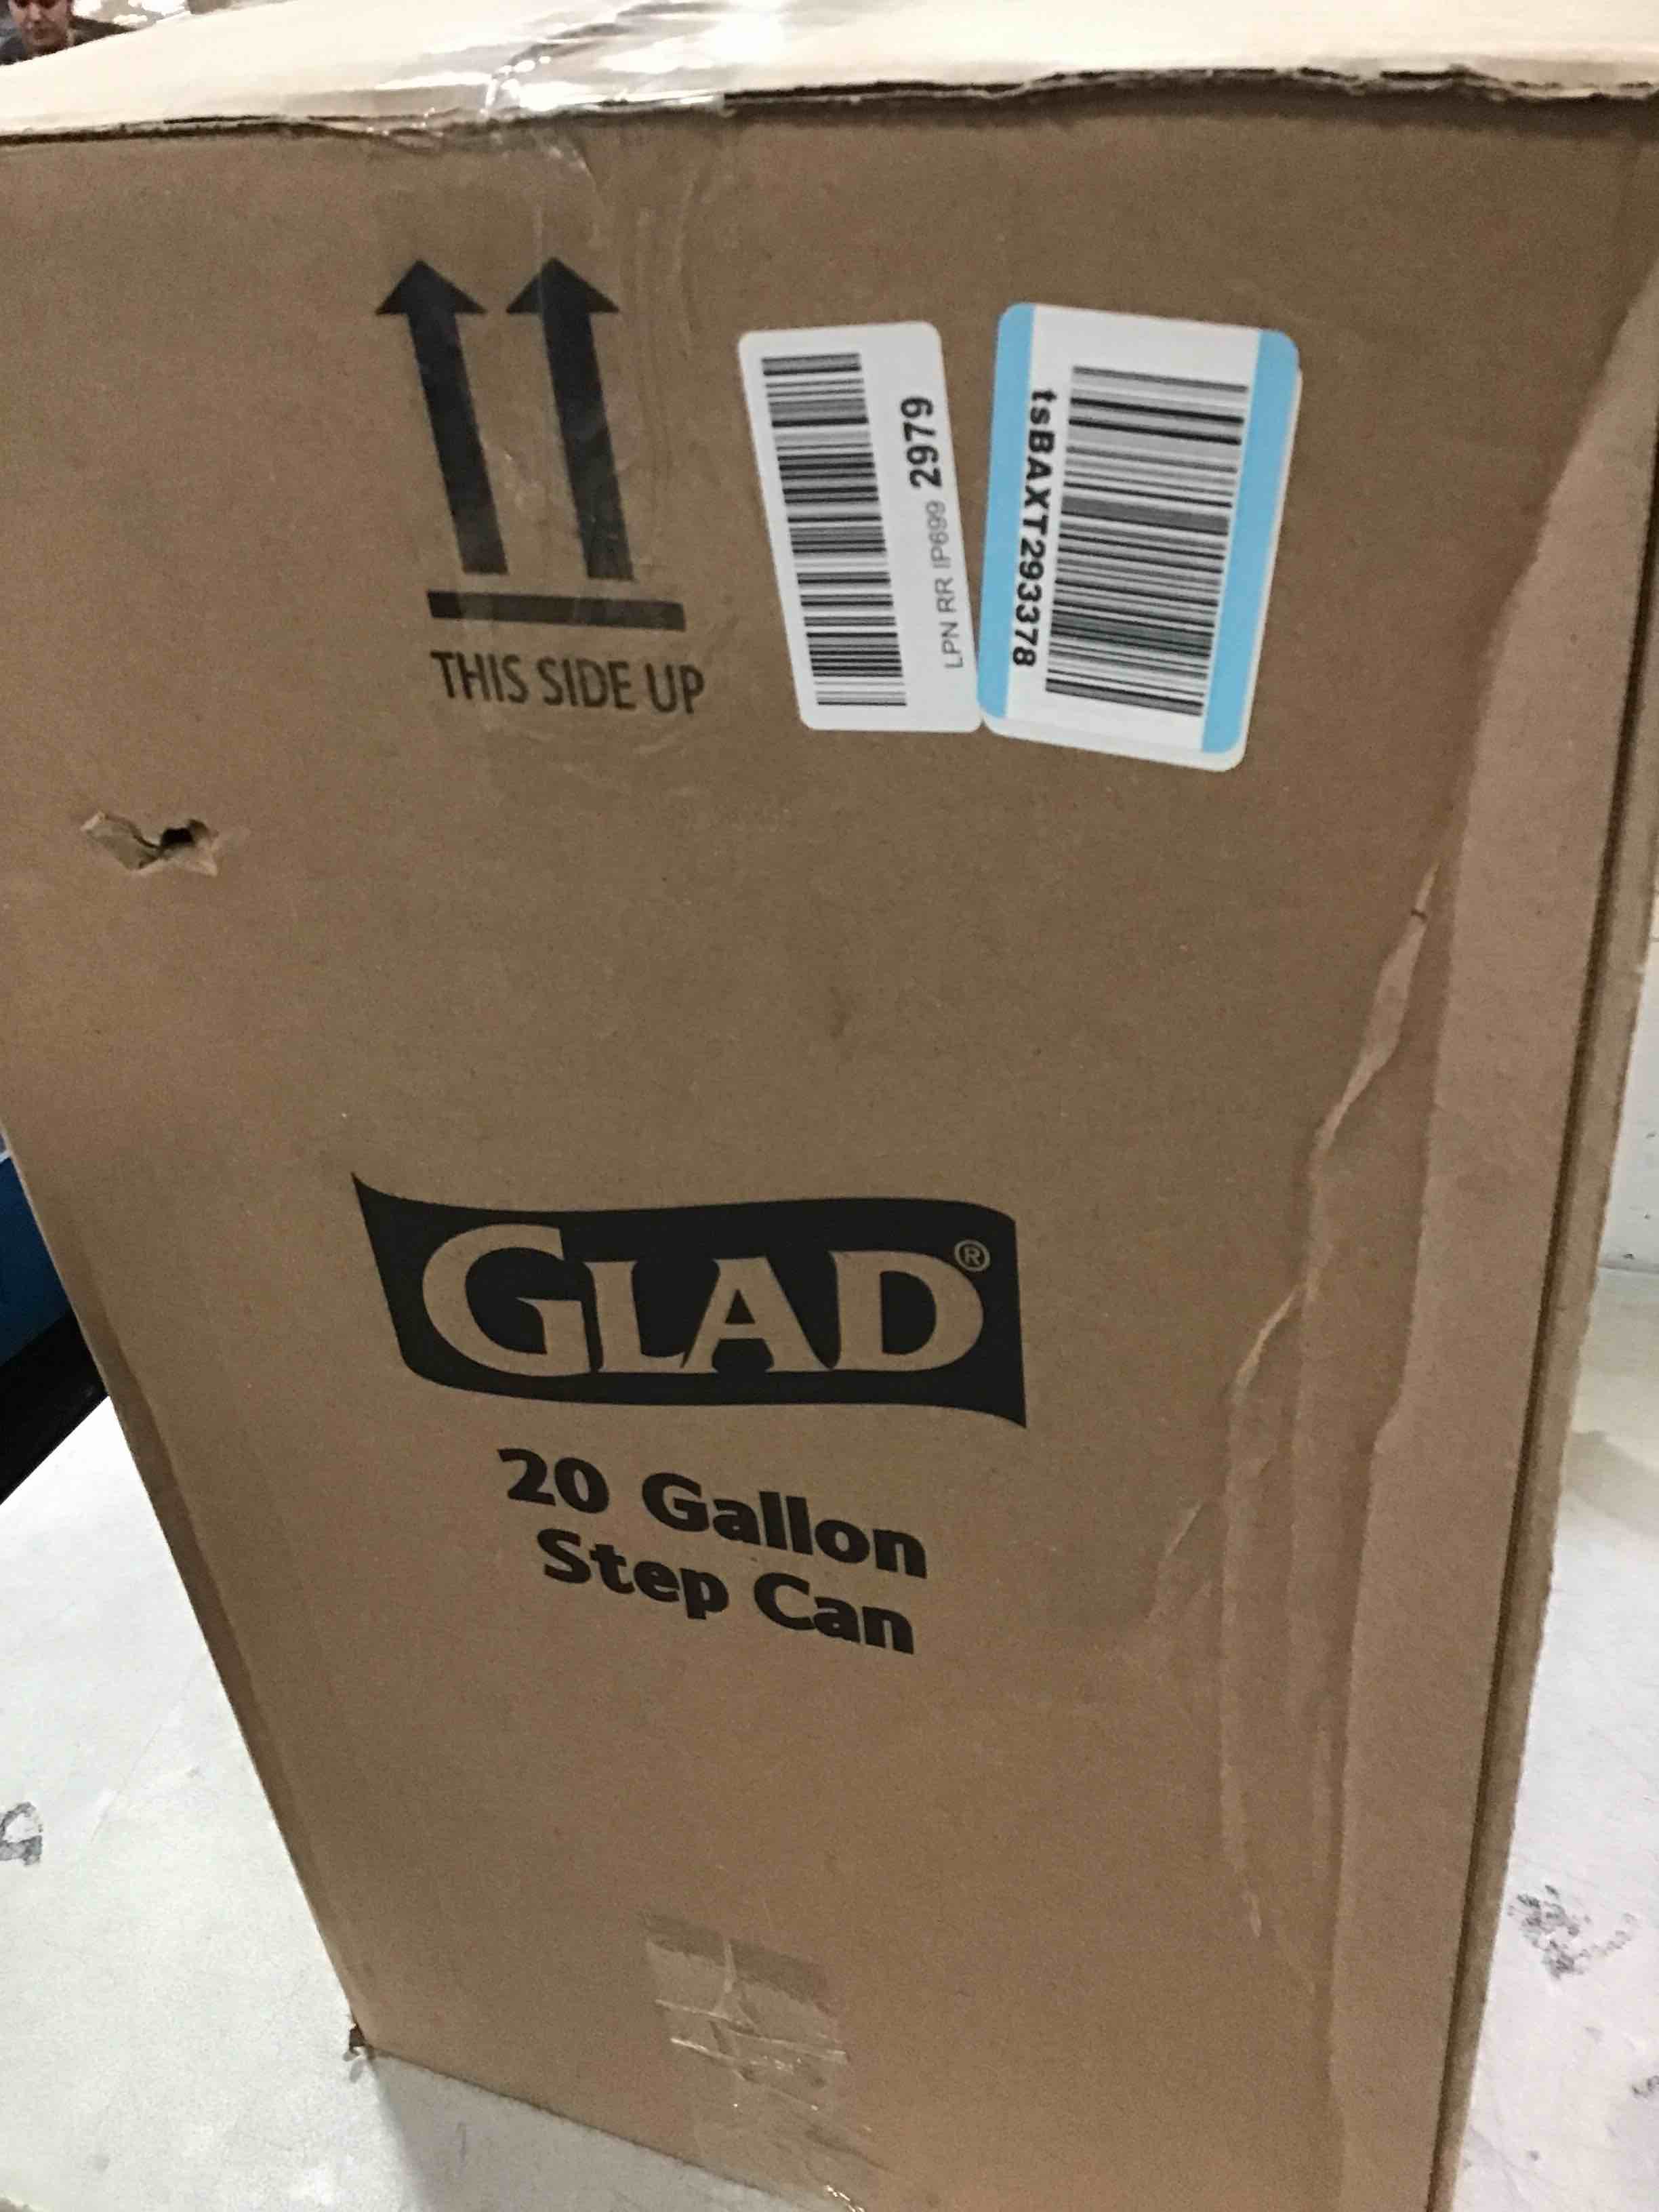 THIS SIDE UP
LPN RR IP699 2979
tsBAXT293378
GLAD®
20 Gallon
Step Can